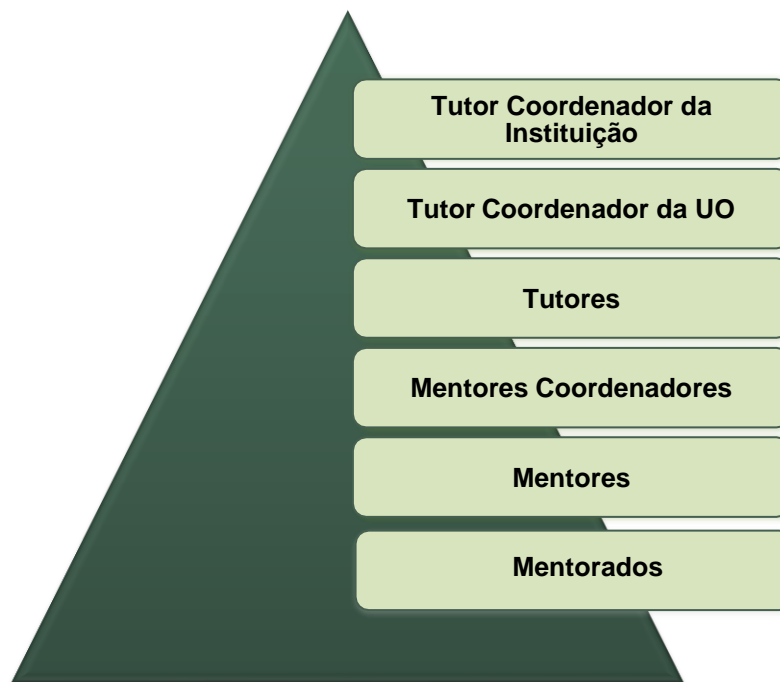 Tutor Coordenador da
Instituição
Tutor Coordenador da UO
Tutores
Mentores Coordenadores
Mentores
Mentorados